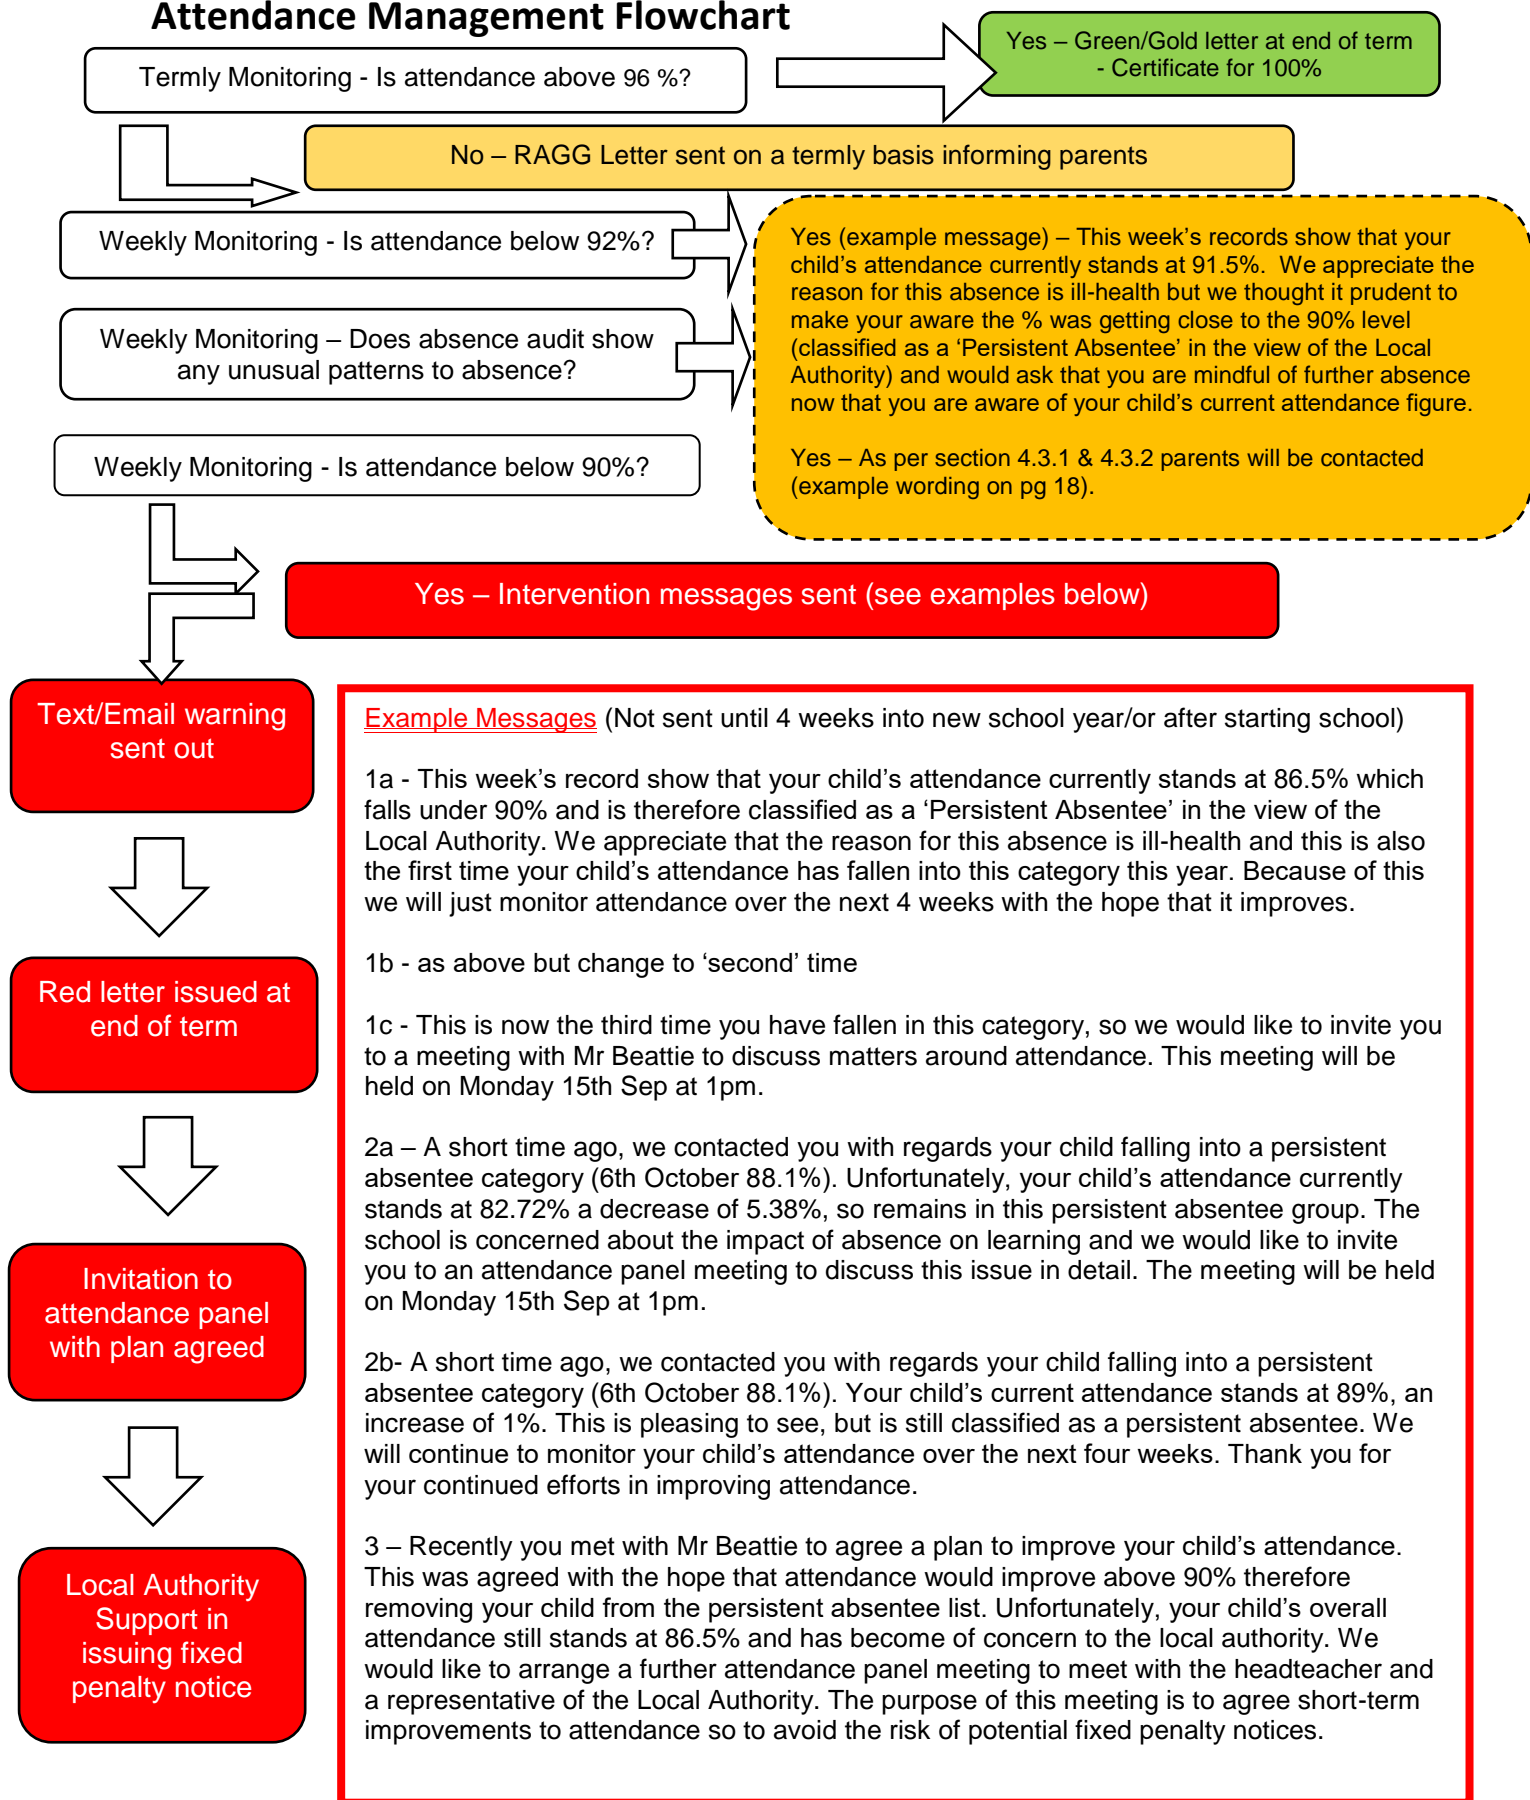 Attendance Management Flowchart
Termly Monitoring - Is attendance above 96 %?
Yes – Green/Gold letter at end of term
- Certificate for 100%
No – RAGG Letter sent on a termly basis informing parents
Weekly Monitoring - Is attendance below 92%?
Weekly Monitoring – Does absence audit show
any unusual patterns to absence?
Yes (example message) – This week’s records show that your
child’s attendance currently stands at 91.5%.  We appreciate the
reason for this absence is ill-health but we thought it prudent to
make your aware the % was getting close to the 90% level
(classified as a ‘Persistent Absentee’ in the view of the Local
Authority) and would ask that you are mindful of further absence
now that you are aware of your child’s current attendance figure.
Yes – As per section 4.3.1 & 4.3.2 parents will be contacted
(example wording on pg 18).
Weekly Monitoring - Is attendance below 90%?
Yes – Intervention messages sent (see examples below)
Text/Email warning
sent out
Red letter issued at
end of term
Invitation to
attendance panel
with plan agreed
Local Authority
Support in
issuing fixed
penalty notice
Example Messages (Not sent until 4 weeks into new school year/or after starting school)
1a - This week’s record show that your child’s attendance currently stands at 86.5% which
falls under 90% and is therefore classified as a ‘Persistent Absentee’ in the view of the
Local Authority. We appreciate that the reason for this absence is ill-health and this is also
the first time your child’s attendance has fallen into this category this year. Because of this
we will just monitor attendance over the next 4 weeks with the hope that it improves.
1b - as above but change to ‘second’ time
1c - This is now the third time you have fallen in this category, so we would like to invite you
to a meeting with Mr Beattie to discuss matters around attendance. This meeting will be
held on Monday 15th Sep at 1pm.
2a – A short time ago, we contacted you with regards your child falling into a persistent
absentee category (6th October 88.1%). Unfortunately, your child’s attendance currently
stands at 82.72% a decrease of 5.38%, so remains in this persistent absentee group. The
school is concerned about the impact of absence on learning and we would like to invite
you to an attendance panel meeting to discuss this issue in detail. The meeting will be held
on Monday 15th Sep at 1pm.
2b- A short time ago, we contacted you with regards your child falling into a persistent
absentee category (6th October 88.1%). Your child’s current attendance stands at 89%, an
increase of 1%. This is pleasing to see, but is still classified as a persistent absentee. We
will continue to monitor your child’s attendance over the next four weeks. Thank you for
your continued efforts in improving attendance.
3 – Recently you met with Mr Beattie to agree a plan to improve your child’s attendance.
This was agreed with the hope that attendance would improve above 90% therefore
removing your child from the persistent absentee list. Unfortunately, your child’s overall
attendance still stands at 86.5% and has become of concern to the local authority. We
would like to arrange a further attendance panel meeting to meet with the headteacher and
a representative of the Local Authority. The purpose of this meeting is to agree short-term
improvements to attendance so to avoid the risk of potential fixed penalty notices.